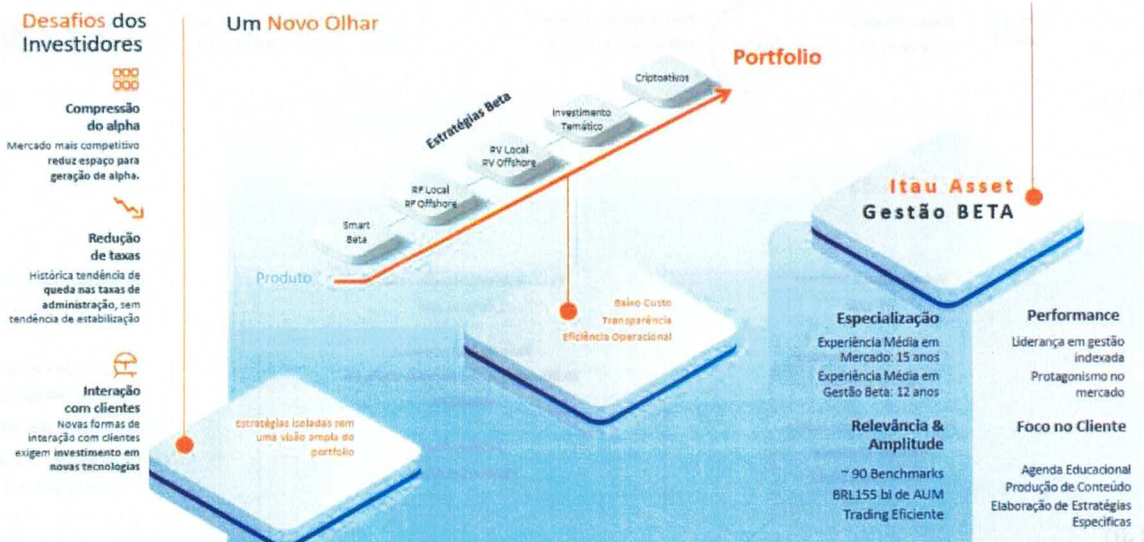 Desafios dos
Investidores
Compressão
do alpha
Mercado mais competitivo
reduz espaço para
geração de alpha.
Redução
de taxas
Histórica tendência de
queda nas taxas de
administração, sem
tendência de estabilização
Interação
com clientes
Novas formas de
interação com clientes
exigem investimento em
novas tecnologias
Um Novo Olhar
Portfolio
Estratégias Beta
Criptoativos
Investimento
Temático
RV Local
RV Offshore
RF Local
RF Offshore
Smart
Beta
Produto
Estratégias isoladas sem
uma visão ampla do
portfolio
Baixo Custo
Transparência
Eficiência Operacional
Itau Asset
Gestão BETA
Especialização
Experiência Média em
Mercado: 15 anos
Experiência Média em
Gestão Beta: 12 anos
Performance
Liderança em gestão
indexada
Protagonismo no
mercado
Relevância &
Amplitude
~ 90 Benchmarks
BRL155 bi de AUM
Trading Eficiente
Foco no Cliente
Agenda Educacional
Produção de Conteúdo
Elaboração de Estratégias
Especificas